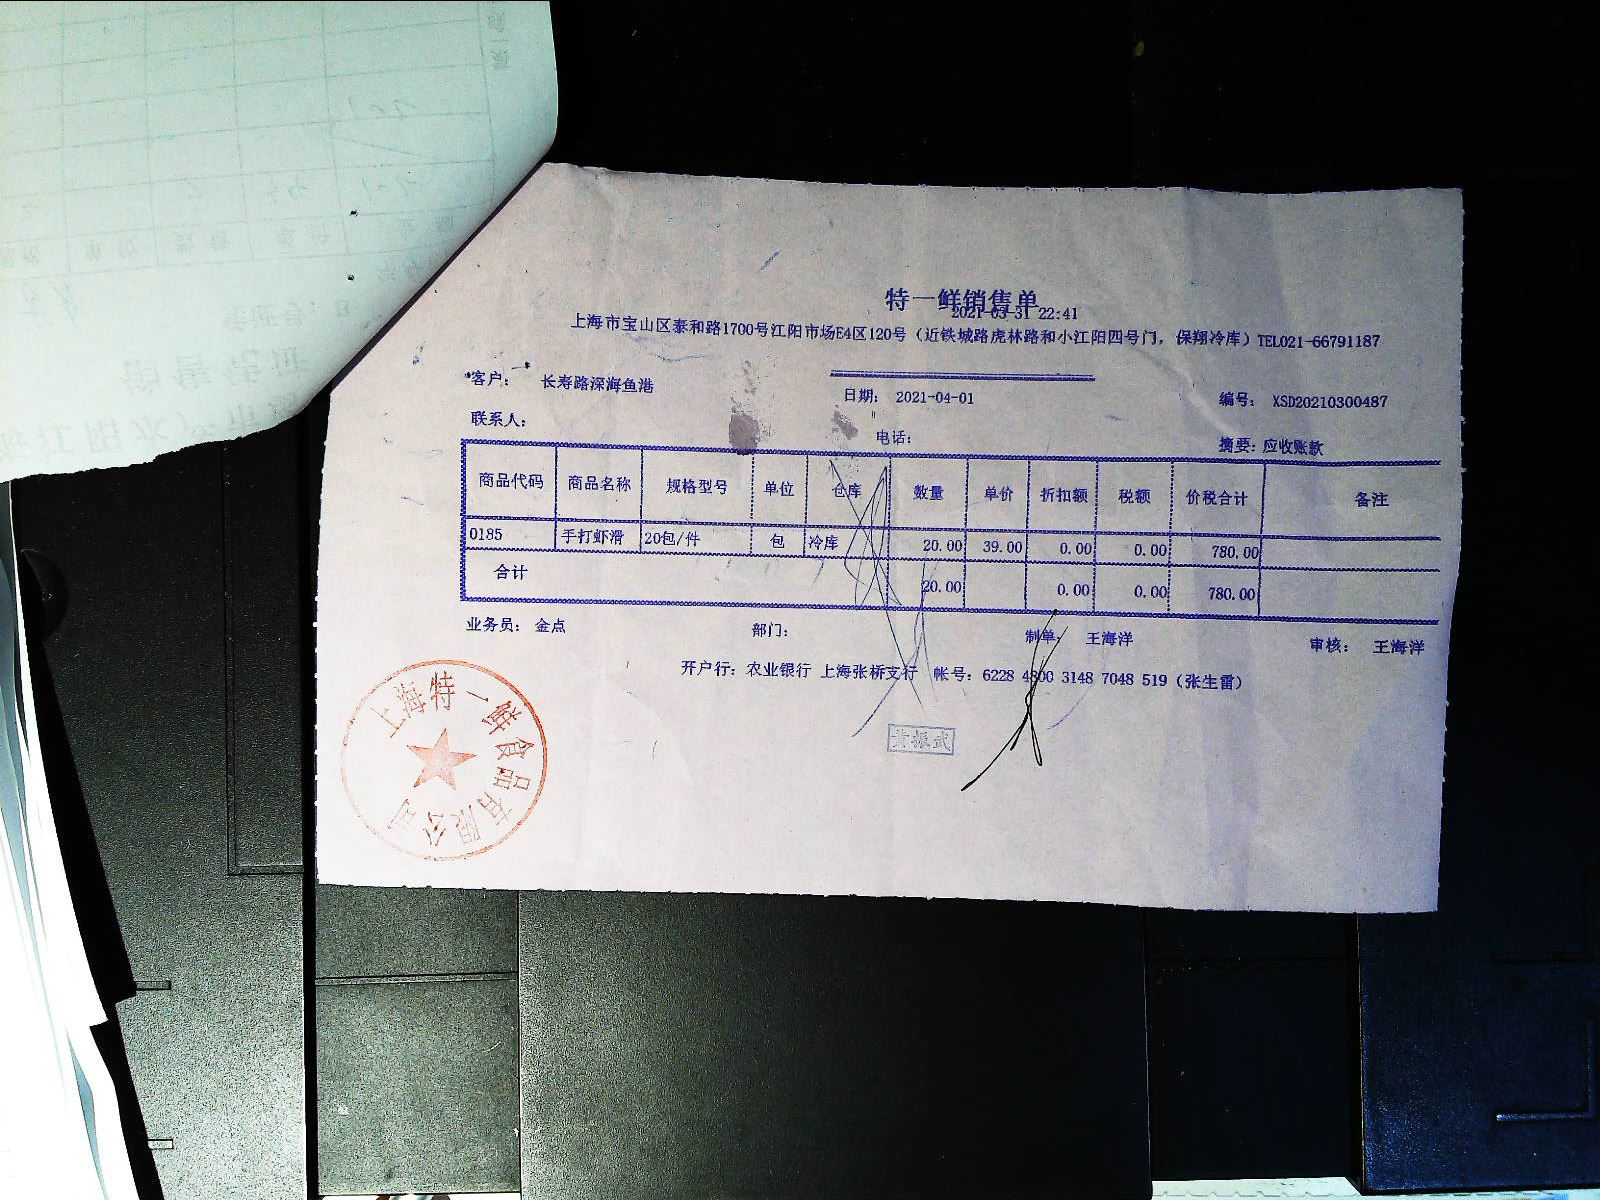 特一鲜销售单
2021-03-31 22:41
上海市宝山区泰和路1700号江阳市场E4区120号（近铁城路虎林路和小江阳四号门，保翔冷库）TEL021-66791187
客户： 长寿路深海鱼港 日期： 2021-04-01 编号： XSD20210300487
联系人： 电话： 摘要：应收账款
商品代码 商品名称 规格型号 单位 仓库 数量 单价 折扣额 税额 价税合计 备注
0185 手打虾滑 20包/件 包 冷库 20.00 39.00 0.00 0.00 780.00
合计 20.00 0.00 0.00 780.00
业务员： 金点 部门： 制单： 王海洋 审核： 王海洋
开户行：农业银行 上海张桥支行 帐号：6228 4800 3148 7048 519（张生雷）
黄振武
上海特一鲜食品有限公司